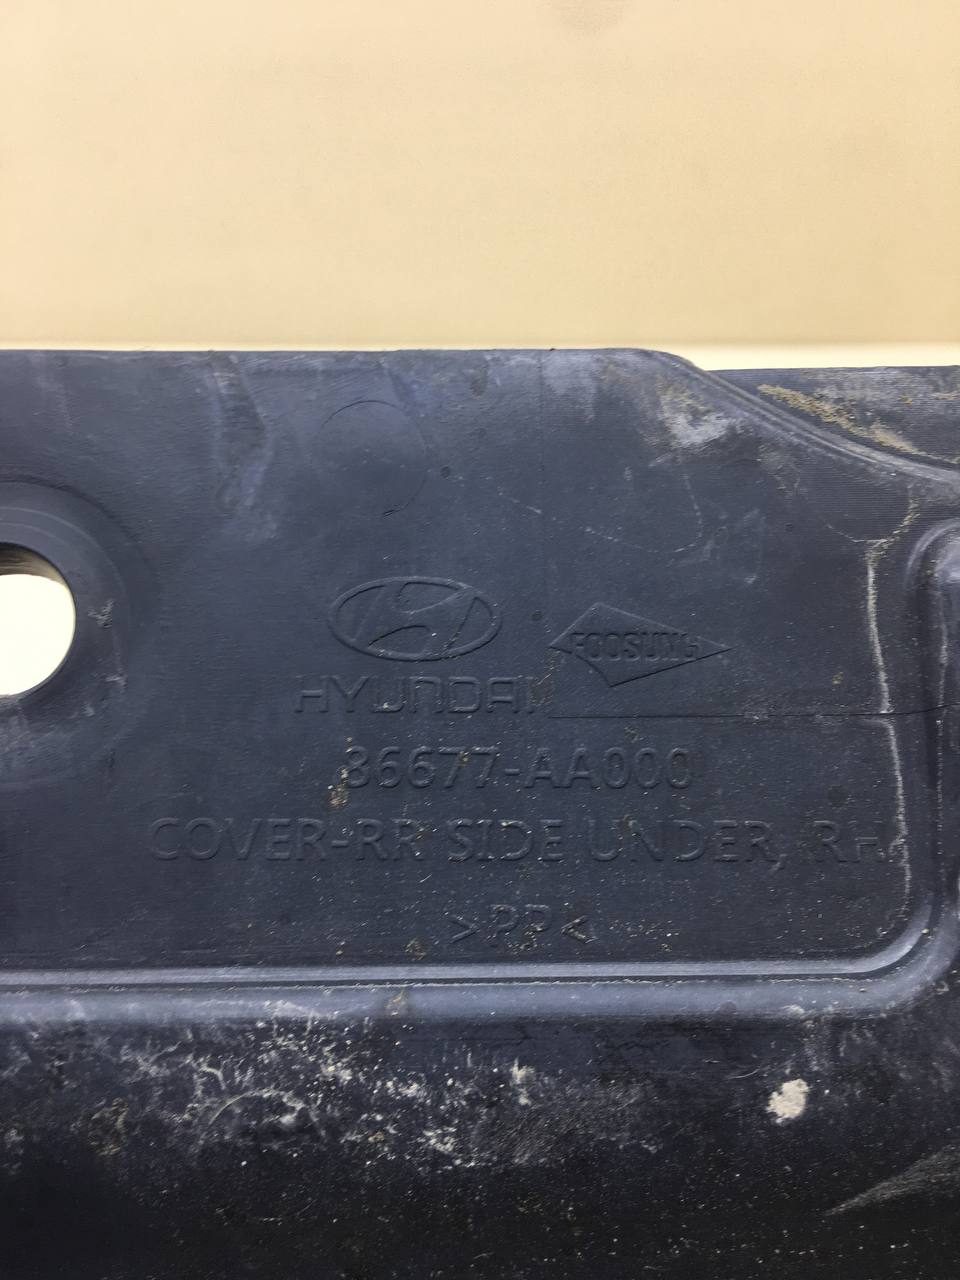 FOOSUNG
HYUNDAI
86677-AA000
COVER-RR SIDE UNDER, RH
>PP<